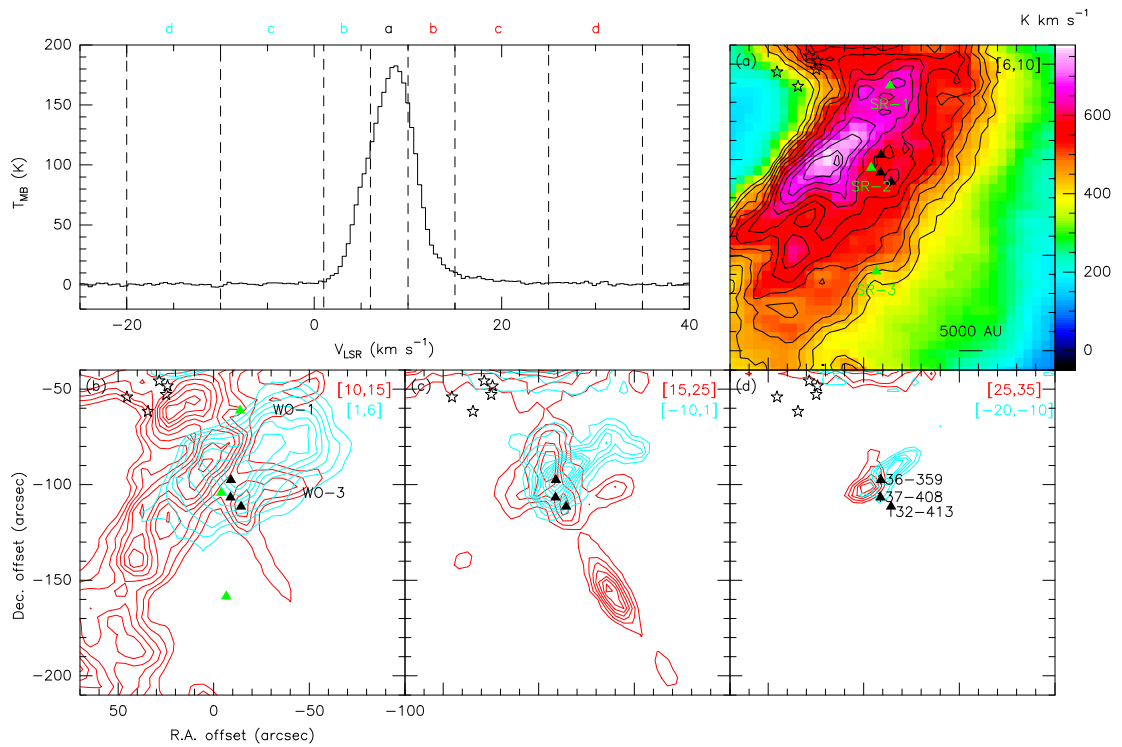 K km s⁻¹
d c b a b c d
200
150
100
50
0
T_MB (K)
−20 0 20 40
V_LSR (km s⁻¹)
(a) [6,10]
SR−1
SR−2
SR−3
5000 AU
600
400
200
0
(b) [10,15]
[1,6]
WO−1
WO−3
(c) [15,25]
[−10,1]
(d) [25,35]
[−20,−10]
36−359
37−408
132−413
−50
−100
−150
−200
Dec. offset (arcsec)
50 0 −50 −100
R.A. offset (arcsec)